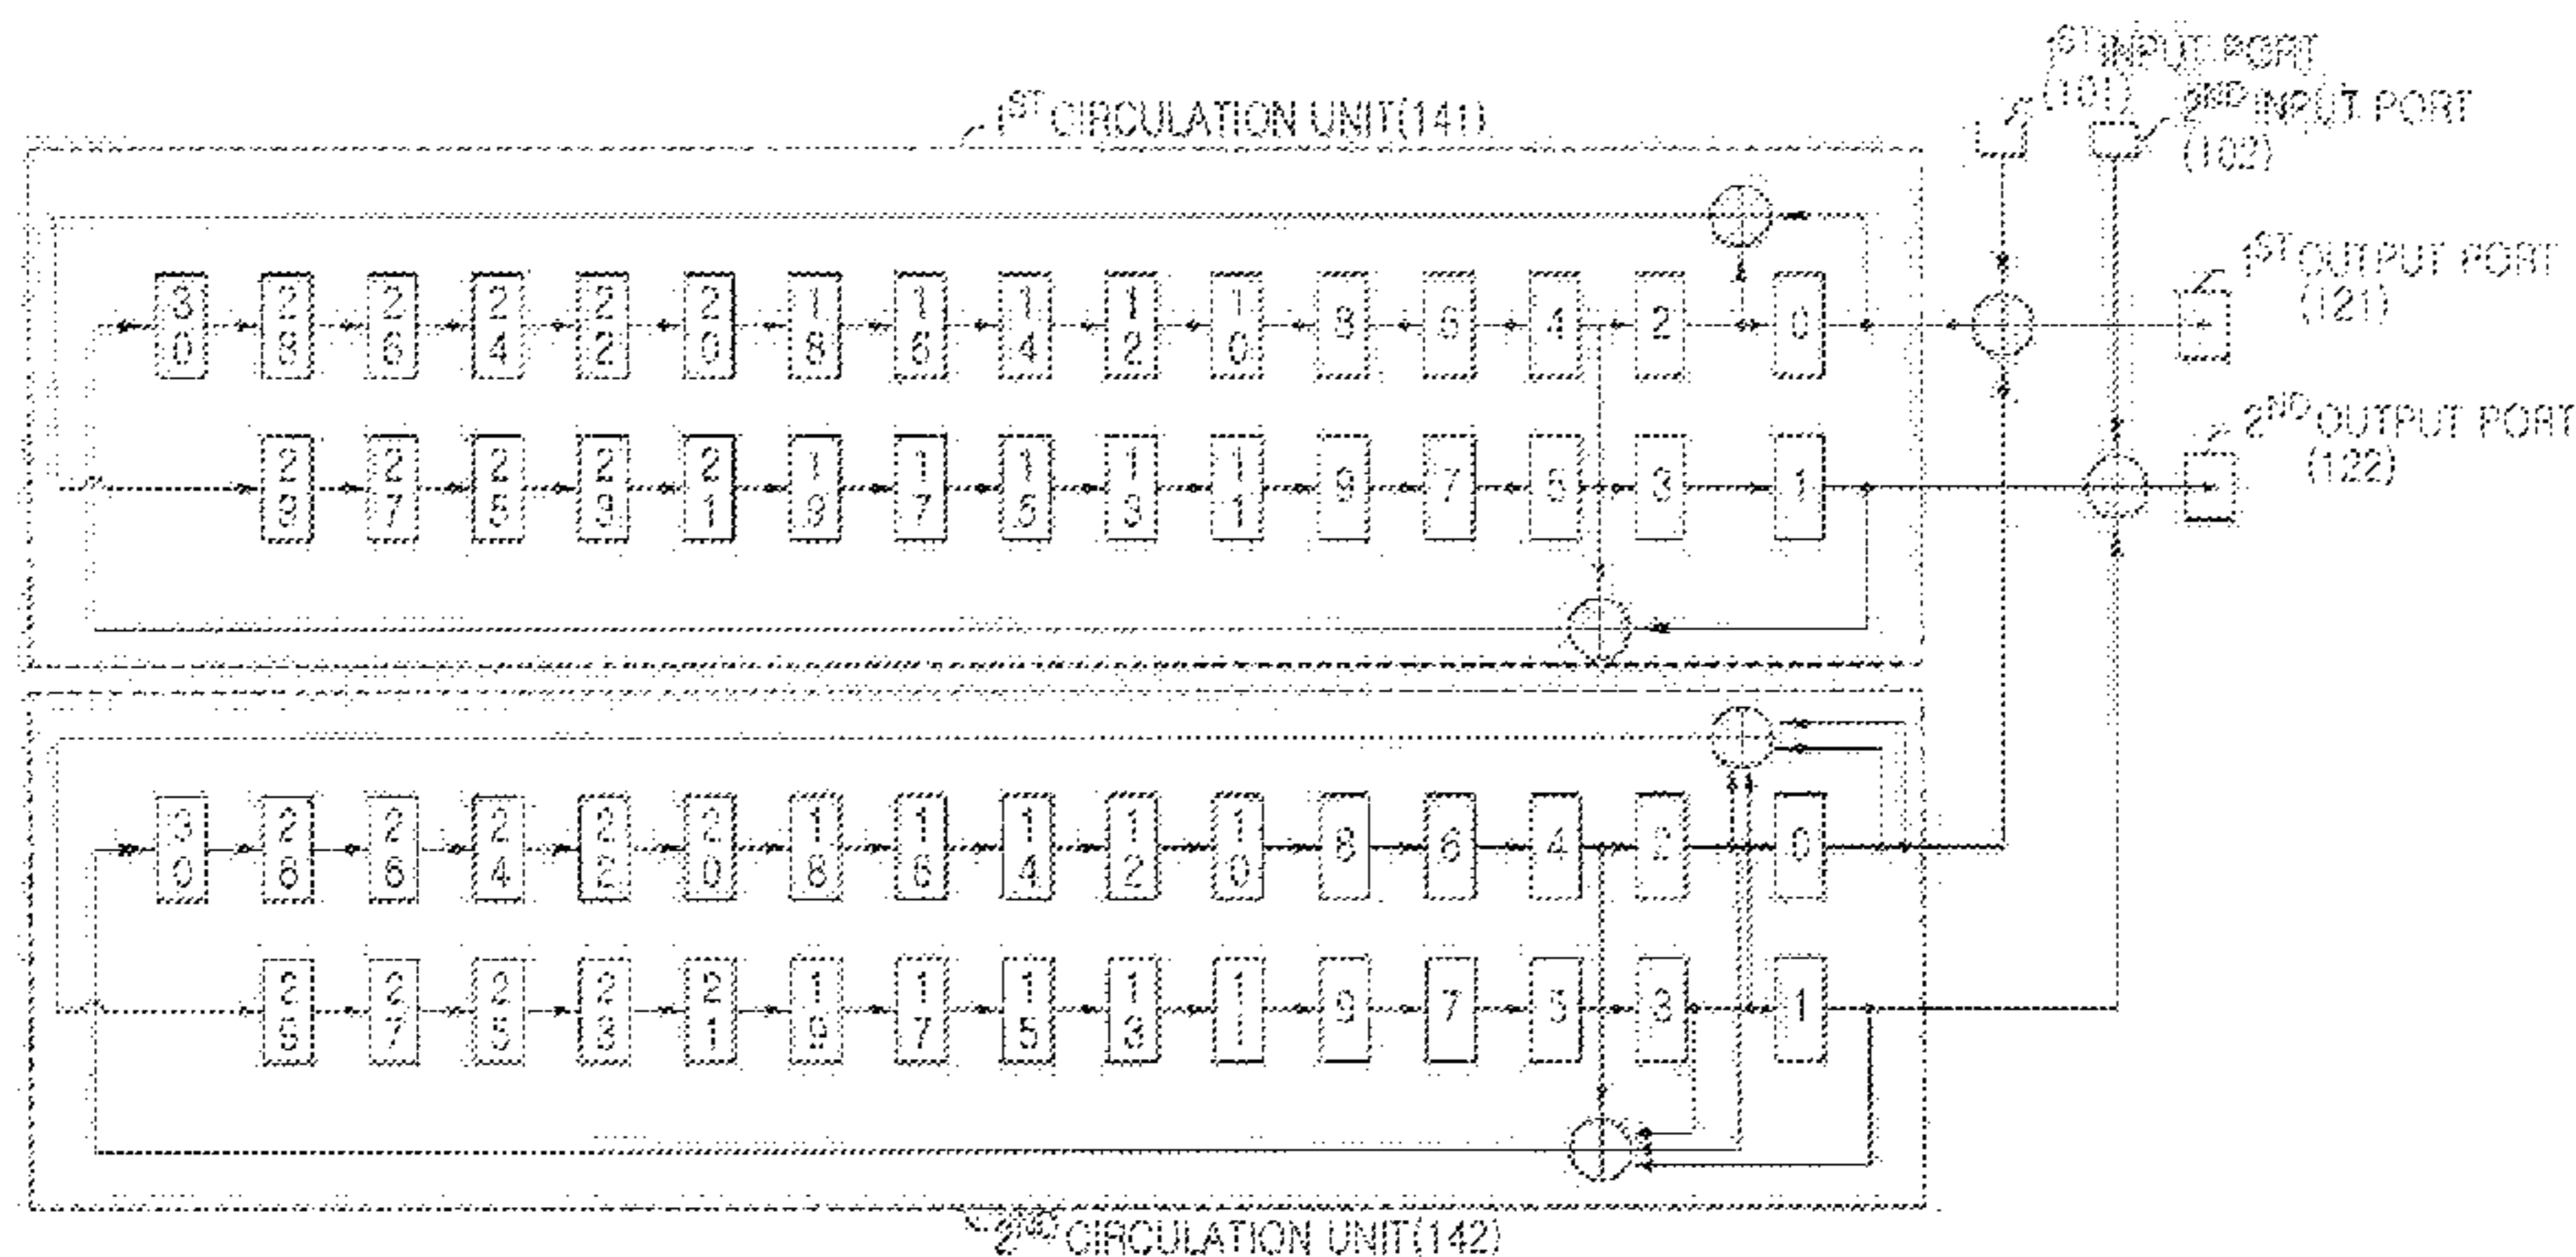 1ST INPUT PORT
(101)
2ND INPUT PORT
(102)
1ST CIRCULATION UNIT(141)
1ST OUTPUT PORT
(121)
30 28 26 24 22 20 18 16 14 12 10 8 6 4 2 0
2ND OUTPUT PORT
(122)
29 27 25 23 21 19 17 15 13 11 9 7 5 3 1
30 28 26 24 22 20 18 16 14 12 10 8 6 4 2 0
29 27 25 23 21 19 17 15 13 11 9 7 5 3 1
2ND CIRCULATION UNIT(142)